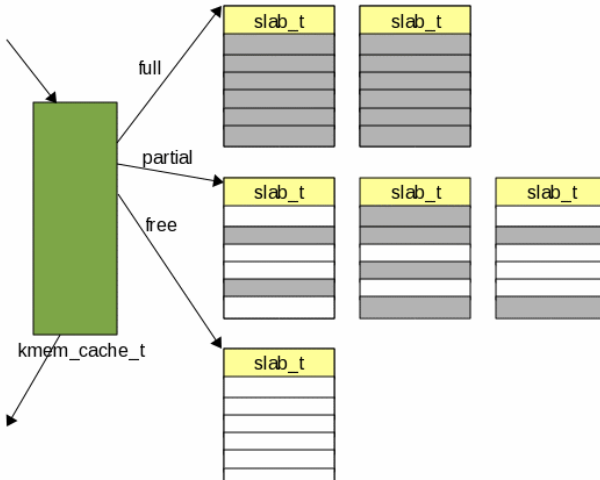 slab_t slab_t
full
partial
slab_t slab_t slab_t
free
kmem_cache_t
slab_t